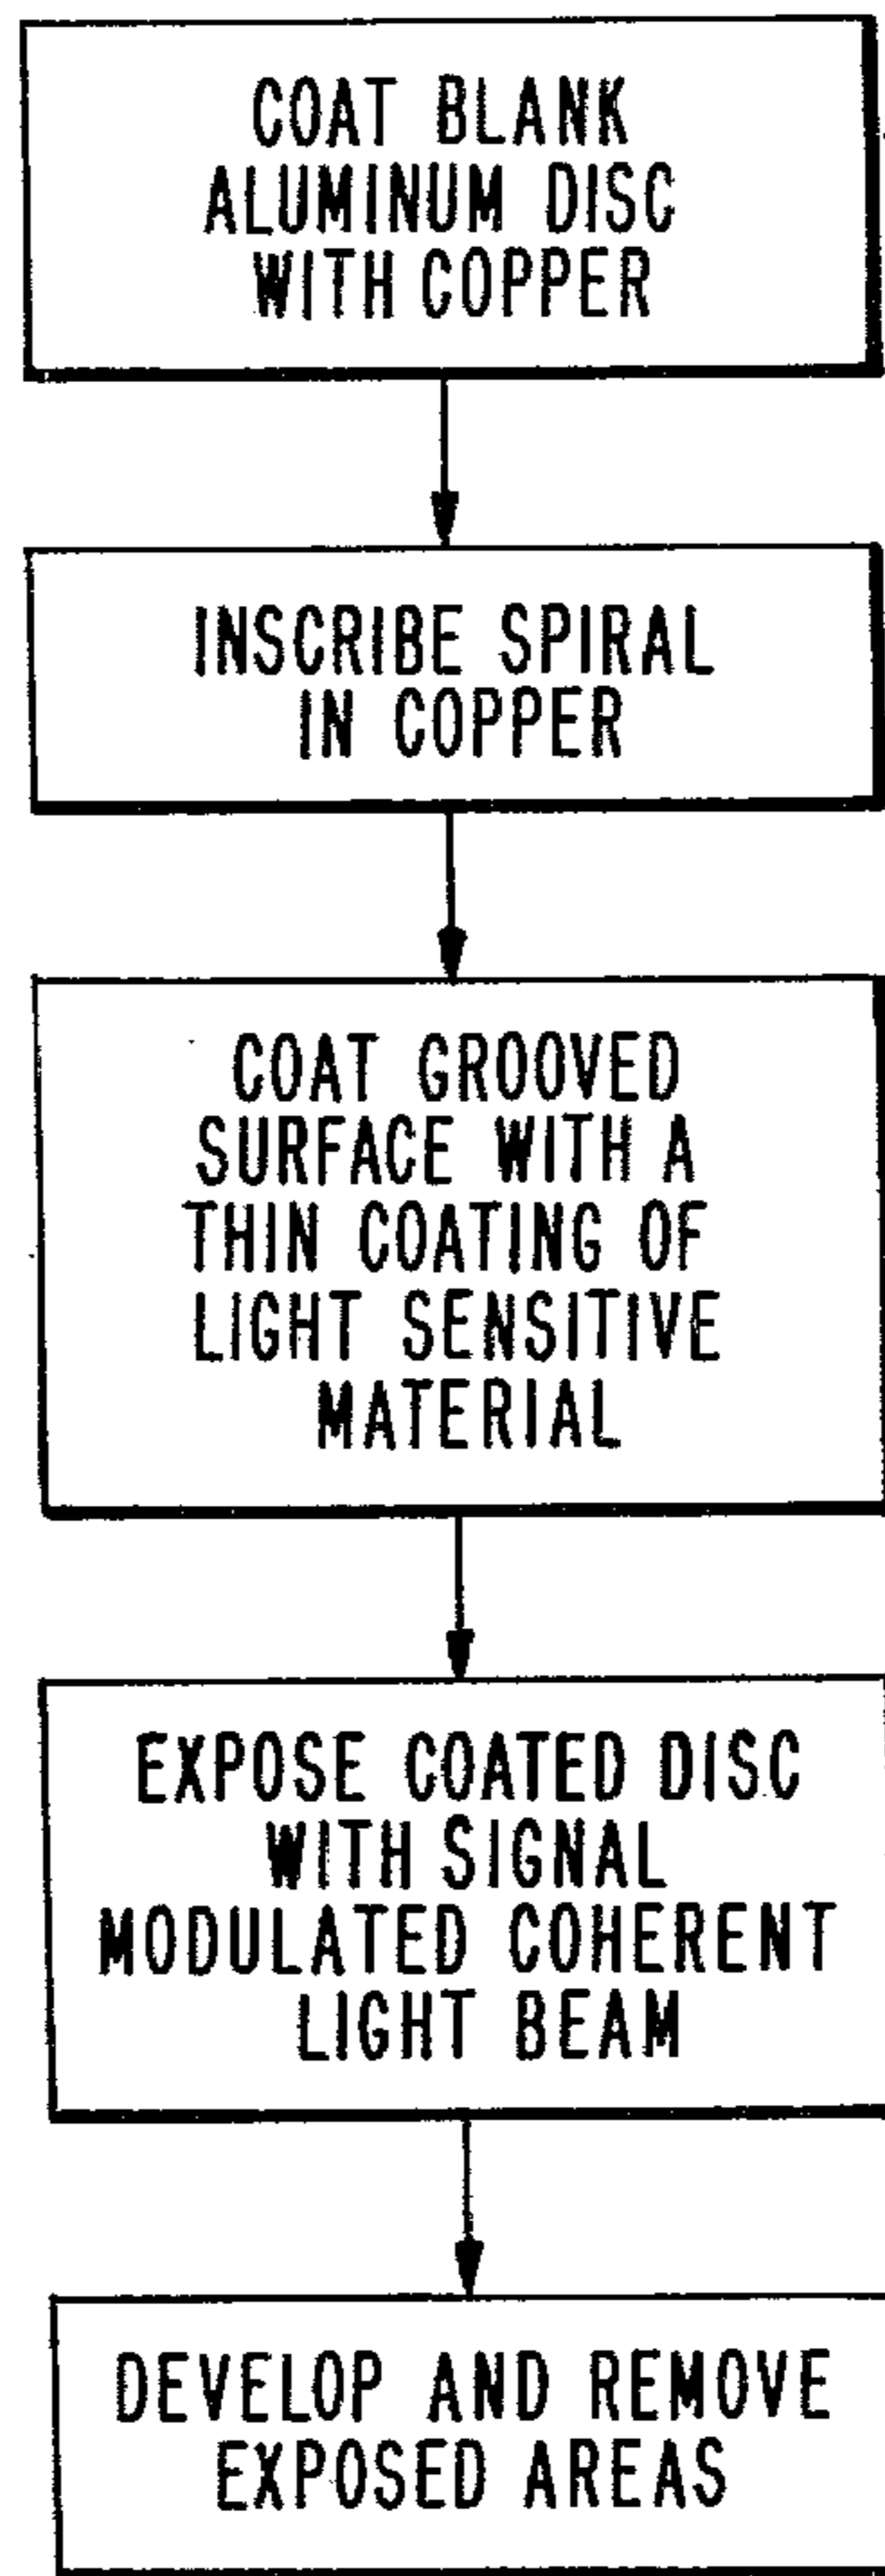 COAT BLANK
ALUMINUM DISC
WITH COPPER
INSCRIBE SPIRAL
IN COPPER
COAT GROOVED
SURFACE WITH A
THIN COATING OF
LIGHT SENSITIVE
MATERIAL
EXPOSE COATED DISC
WITH SIGNAL
MODULATED COHERENT
LIGHT BEAM
DEVELOP AND REMOVE
EXPOSED AREAS